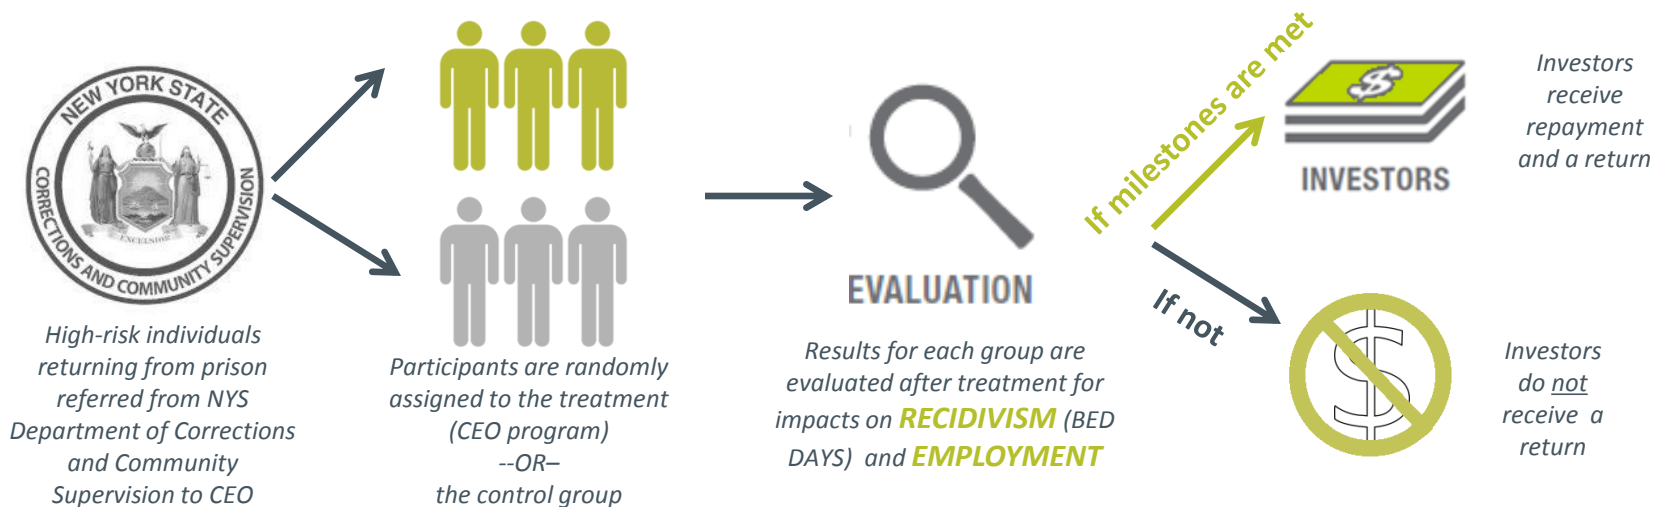 NEW YORK STATE
CORRECTIONS AND COMMUNITY SUPERVISION
EXCELSIOR
High-risk individuals
returning from prison
referred from NYS
Department of Corrections
and Community
Supervision to CEO
Participants are randomly
assigned to the treatment
(CEO program)
--OR–
the control group
EVALUATION
Results for each group are
evaluated after treatment for
impacts on RECIDIVISM (BED
DAYS) and EMPLOYMENT
If milestones are met
$
INVESTORS
Investors
receive
repayment
and a return
If not
$
Investors
do not
receive a
return